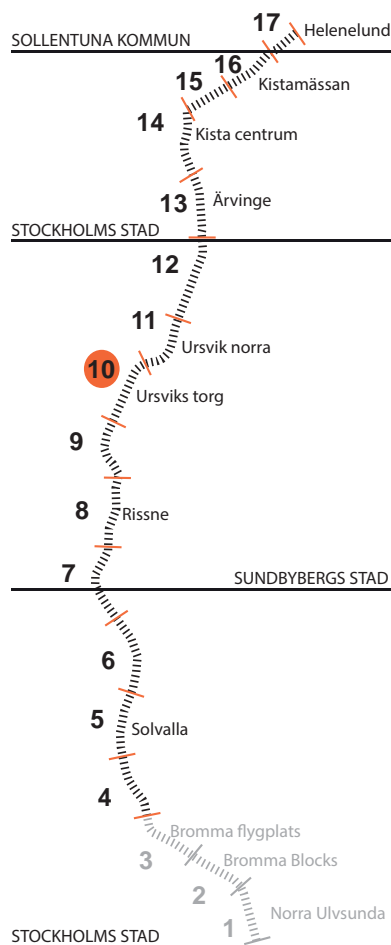 17
Helenelund
SOLLENTUNA KOMMUN
16
15
Kistamässan
14
Kista centrum
13
Ärvinge
STOCKHOLMS STAD
12
11
Ursvik norra
10
Ursviks torg
9
8
Rissne
7
SUNDBYBERGS STAD
6
5
Solvalla
4
Bromma flygplats
3
Bromma Blocks
2
Norra Ulvsunda
1
STOCKHOLMS STAD